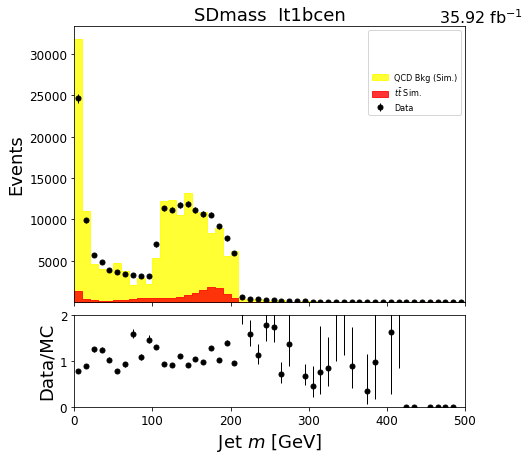 SDmass It1bcen
35.92 fb⁻¹
Events
30000
25000
20000
15000
10000
5000
QCD Bkg (Sim.)
tt̄ Sim.
Data
Data/MC
2
1
0
0 100 200 300 400 500
Jet m [GeV]